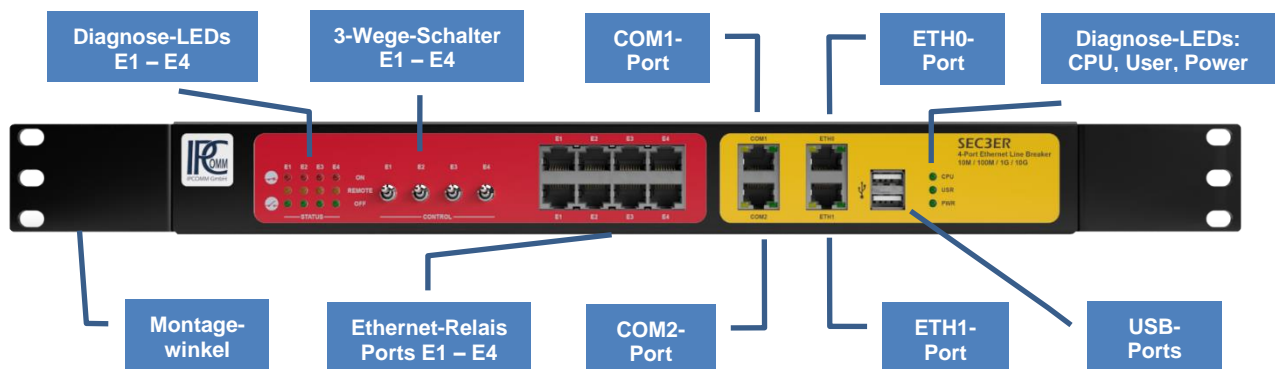 Diagnose-LEDs
E1 – E4
3-Wege-Schalter
E1 – E4
COM1-
Port
ETH0-
Port
Diagnose-LEDs:
CPU, User, Power
IPComm
IPCOMM GmbH
E1 E2 E3 E4
ON
REMOTE
OFF
STATUS
E1 E2 E3 E4
CONTROL
E1 E2 E3 E4
E1 E2 E3 E4
COM1
COM2
ETH0
ETH1
SEC3ER
4-Port Ethernet Line Breaker
10M / 100M / 1G / 10G
CPU
USR
PWR
Montage-
winkel
Ethernet-Relais
Ports E1 – E4
COM2-
Port
ETH1-
Port
USB-
Ports